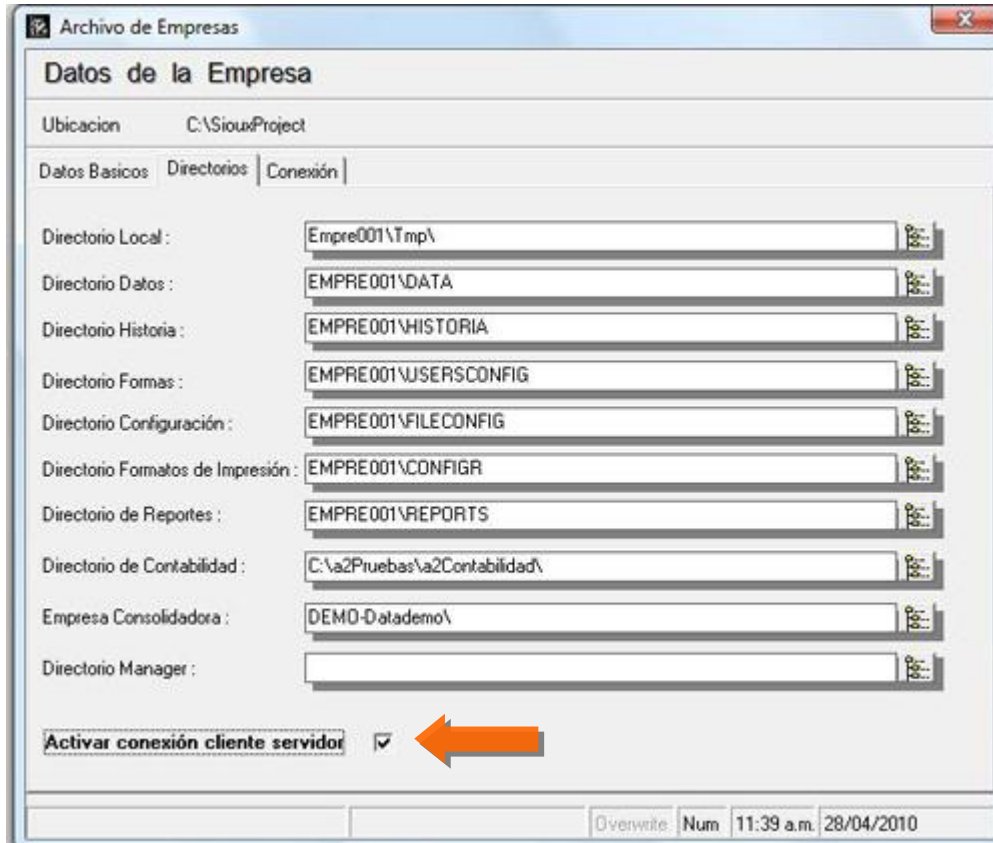 Archivo de Empresas
Datos de la Empresa
Ubicacion C:\SiouxProject
Datos Basicos Directorios Conexión
Directorio Local : Empre001\Tmp\
Directorio Datos : EMPRE001\DATA
Directorio Historia : EMPRE001\HISTORIA
Directorio Formas : EMPRE001\USERSCONFIG
Directorio Configuración : EMPRE001\FILECONFIG
Directorio Formatos de Impresión : EMPRE001\CONFIGR
Directorio de Reportes : EMPRE001\REPORTS
Directorio de Contabilidad : C:\a2Pruebas\a2Contabilidad\
Empresa Consolidadora : DEMO-Datademo\
Directorio Manager :
Activar conexión cliente servidor
Overwrite Num 11:39 a.m. 28/04/2010